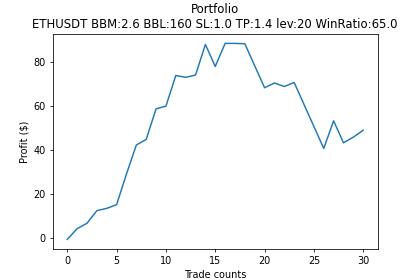 Portfolio
ETHUSDT BBM:2.6 BBL:160 SL:1.0 TP:1.4 lev:20 WinRatio:65.0
80
60
40
20
0
Profit ($)
0 5 10 15 20 25 30
Trade counts